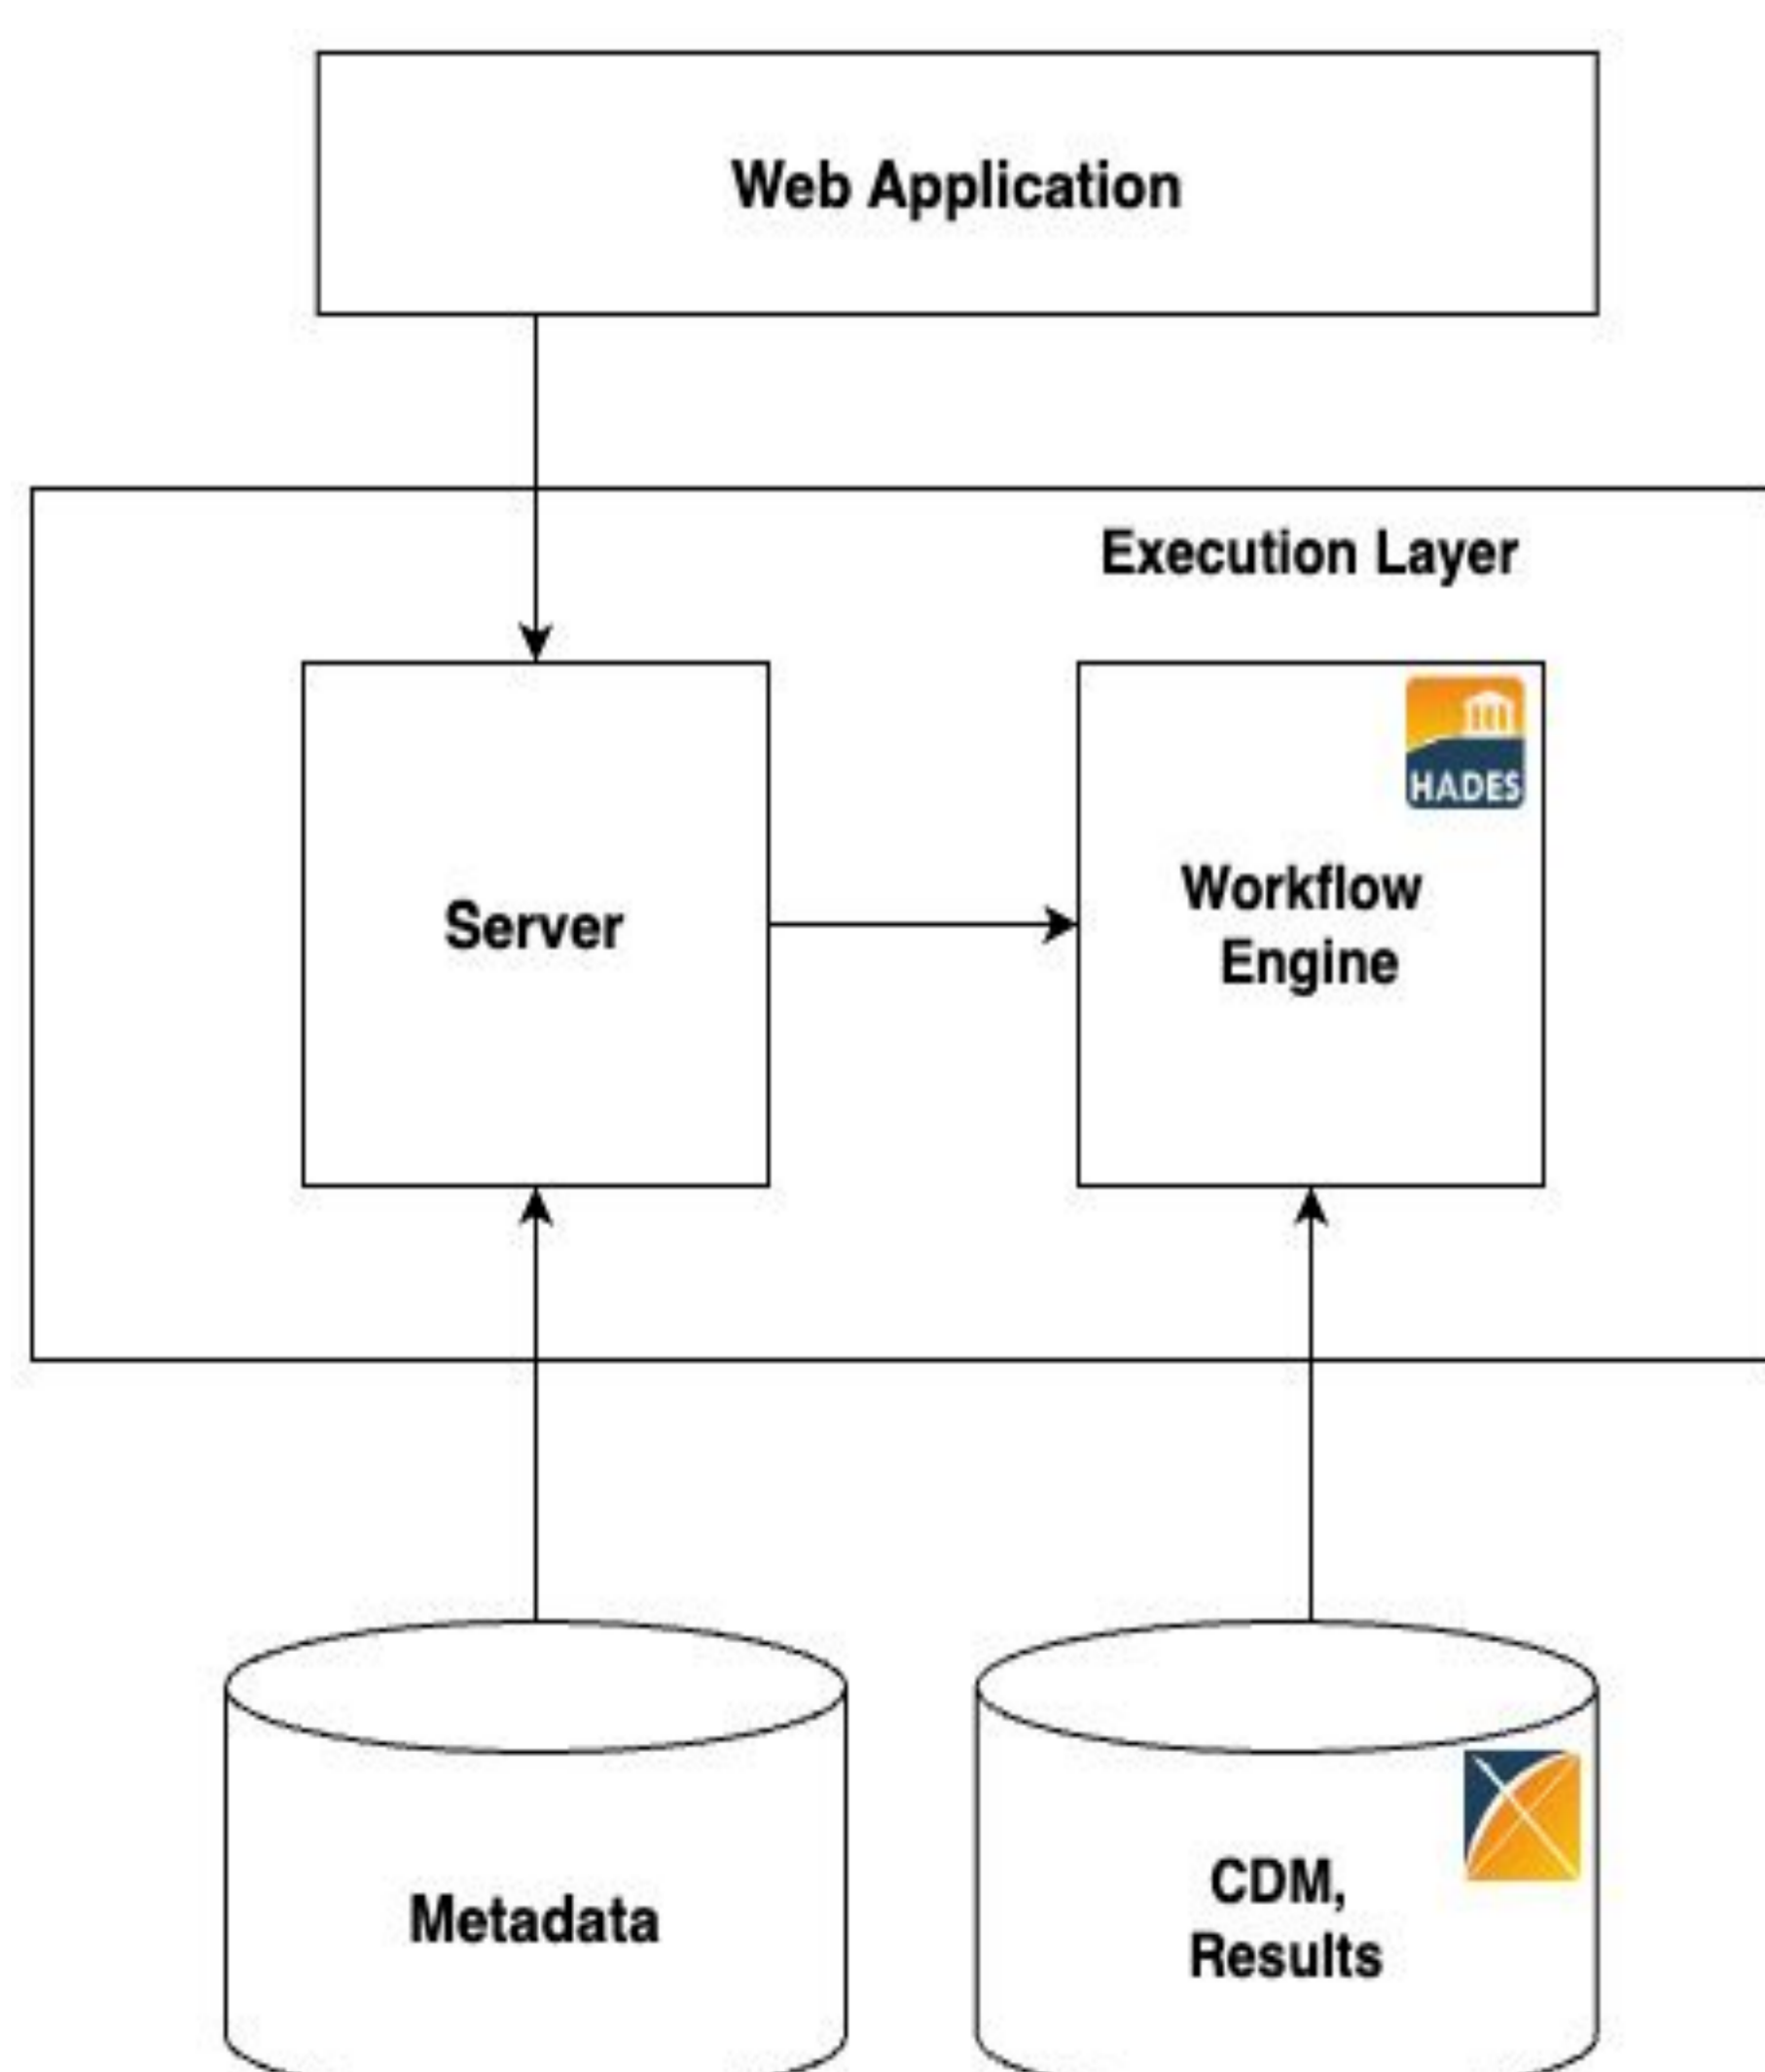 Web Application
Execution Layer
HADES
Server
Workflow
Engine
Metadata
CDM,
Results